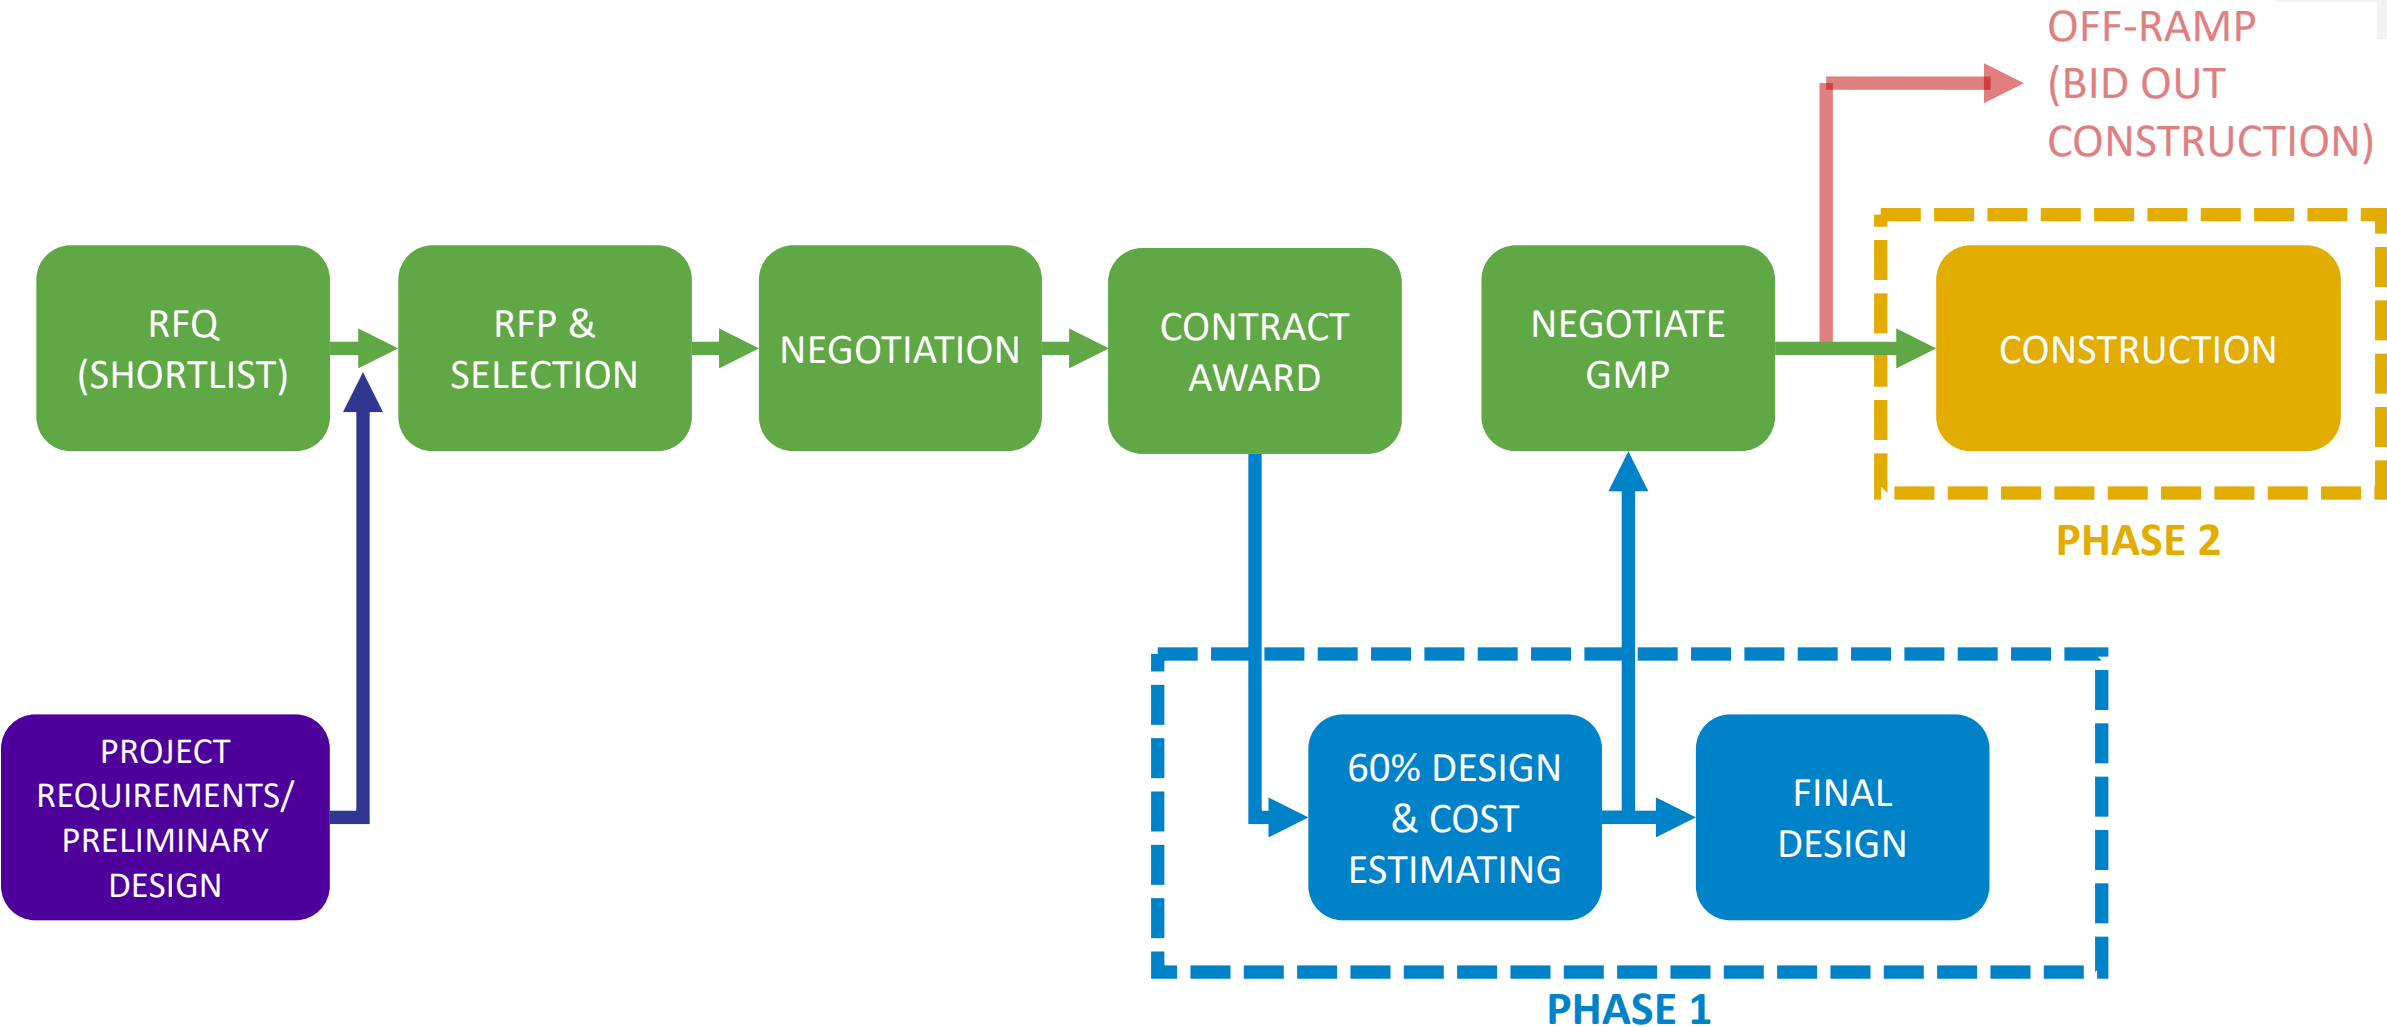 OFF-RAMP
(BID OUT
CONSTRUCTION)
RFQ
(SHORTLIST)
RFP &
SELECTION
NEGOTIATION
CONTRACT
AWARD
NEGOTIATE
GMP
CONSTRUCTION
PHASE 2
PROJECT
REQUIREMENTS/
PRELIMINARY
DESIGN
60% DESIGN
& COST
ESTIMATING
FINAL
DESIGN
PHASE 1